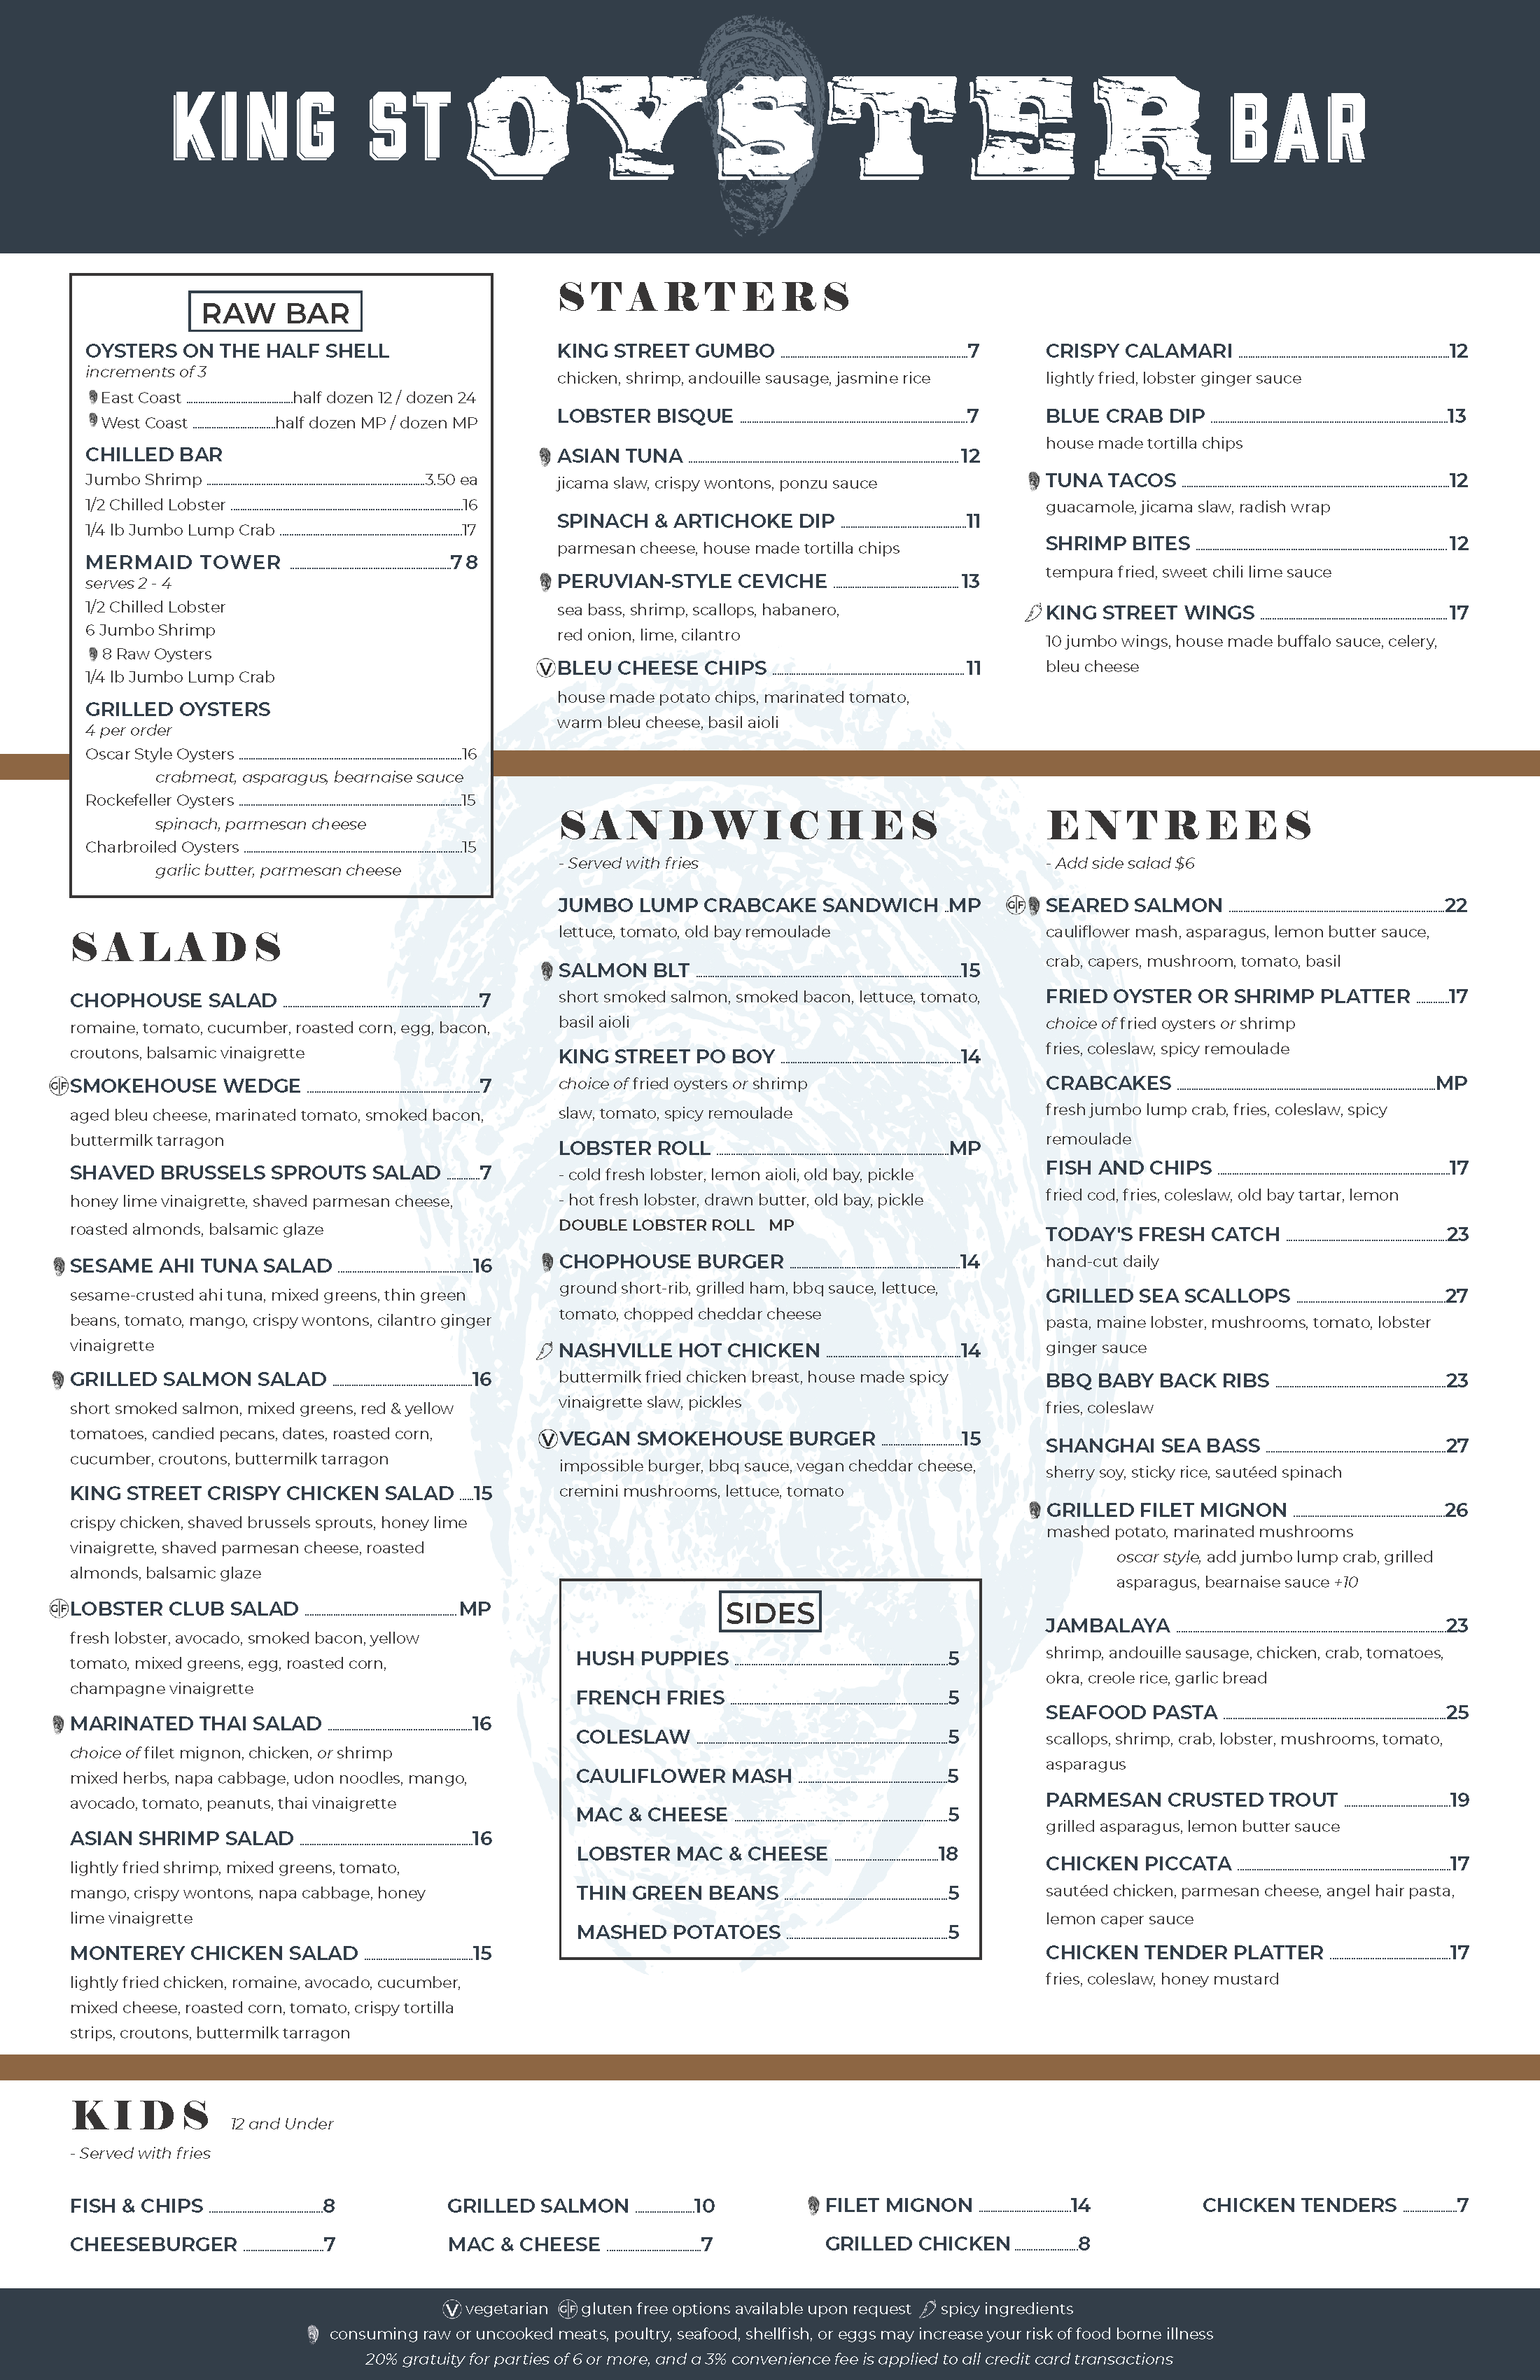 KING ST OYSTER BAR
RAW BAR
OYSTERS ON THE HALF SHELL
increments of 3
East Coast half dozen 12 / dozen 24
West Coast half dozen MP / dozen MP
CHILLED BAR
Jumbo Shrimp 3.50 ea
1/2 Chilled Lobster 16
1/4 lb Jumbo Lump Crab 17
MERMAID TOWER 78
serves 2 - 4
1/2 Chilled Lobster
6 Jumbo Shrimp
8 Raw Oysters
1/4 lb Jumbo Lump Crab
GRILLED OYSTERS
4 per order
Oscar Style Oysters 16
crabmeat, asparagus, bearnaise sauce
Rockefeller Oysters 15
spinach, parmesan cheese
Charbroiled Oysters 15
garlic butter, parmesan cheese
STARTERS
KING STREET GUMBO 7
chicken, shrimp, andouille sausage, jasmine rice
LOBSTER BISQUE 7
ASIAN TUNA 12
jicama slaw, crispy wontons, ponzu sauce
SPINACH & ARTICHOKE DIP 11
parmesan cheese, house made tortilla chips
PERUVIAN-STYLE CEVICHE 13
sea bass, shrimp, scallops, habanero,
red onion, lime, cilantro
V BLEU CHEESE CHIPS 11
house made potato chips, marinated tomato,
warm bleu cheese, basil aioli
CRISPY CALAMARI 12
lightly fried, lobster ginger sauce
BLUE CRAB DIP 13
house made tortilla chips
TUNA TACOS 12
guacamole, jicama slaw, radish wrap
SHRIMP BITES 12
tempura fried, sweet chili lime sauce
KING STREET WINGS 17
10 jumbo wings, house made buffalo sauce, celery,
bleu cheese
SALADS
CHOPHOUSE SALAD 7
romaine, tomato, cucumber, roasted corn, egg, bacon,
croutons, balsamic vinaigrette
GF SMOKEHOUSE WEDGE 7
aged bleu cheese, marinated tomato, smoked bacon,
buttermilk tarragon
SHAVED BRUSSELS SPROUTS SALAD 7
honey lime vinaigrette, shaved parmesan cheese,
roasted almonds, balsamic glaze
SESAME AHI TUNA SALAD 16
sesame-crusted ahi tuna, mixed greens, thin green
beans, tomato, mango, crispy wontons, cilantro ginger
vinaigrette
GRILLED SALMON SALAD 16
short smoked salmon, mixed greens, red & yellow
tomatoes, candied pecans, dates, roasted corn,
cucumber, croutons, buttermilk tarragon
KING STREET CRISPY CHICKEN SALAD 15
crispy chicken, shaved brussels sprouts, honey lime
vinaigrette, shaved parmesan cheese, roasted
almonds, balsamic glaze
GF LOBSTER CLUB SALAD MP
fresh lobster, avocado, smoked bacon, yellow
tomato, mixed greens, egg, roasted corn,
champagne vinaigrette
MARINATED THAI SALAD 16
choice of filet mignon, chicken, or shrimp
mixed herbs, napa cabbage, udon noodles, mango,
avocado, tomato, peanuts, thai vinaigrette
ASIAN SHRIMP SALAD 16
lightly fried shrimp, mixed greens, tomato,
mango, crispy wontons, napa cabbage, honey
lime vinaigrette
MONTEREY CHICKEN SALAD 15
lightly fried chicken, romaine, avocado, cucumber,
mixed cheese, roasted corn, tomato, crispy tortilla
strips, croutons, buttermilk tarragon
SANDWICHES
- Served with fries
JUMBO LUMP CRABCAKE SANDWICH MP
lettuce, tomato, old bay remoulade
SALMON BLT 15
short smoked salmon, smoked bacon, lettuce, tomato,
basil aioli
KING STREET PO BOY 14
choice of fried oysters or shrimp
slaw, tomato, spicy remoulade
LOBSTER ROLL MP
- cold fresh lobster, lemon aioli, old bay, pickle
- hot fresh lobster, drawn butter, old bay, pickle
DOUBLE LOBSTER ROLL MP
CHOPHOUSE BURGER 14
ground short-rib, grilled ham, bbq sauce, lettuce,
tomato, chopped cheddar cheese
NASHVILLE HOT CHICKEN 14
buttermilk fried chicken breast, house made spicy
vinaigrette slaw, pickles
V VEGAN SMOKEHOUSE BURGER 15
impossible burger, bbq sauce, vegan cheddar cheese,
cremini mushrooms, lettuce, tomato
SIDES
HUSH PUPPIES 5
FRENCH FRIES 5
COLESLAW 5
CAULIFLOWER MASH 5
MAC & CHEESE 5
LOBSTER MAC & CHEESE 18
THIN GREEN BEANS 5
MASHED POTATOES 5
ENTREES
- Add side salad $6
GF SEARED SALMON 22
cauliflower mash, asparagus, lemon butter sauce,
crab, capers, mushroom, tomato, basil
FRIED OYSTER OR SHRIMP PLATTER 17
choice of fried oysters or shrimp
fries, coleslaw, spicy remoulade
CRABCAKES MP
fresh jumbo lump crab, fries, coleslaw, spicy
remoulade
FISH AND CHIPS 17
fried cod, fries, coleslaw, old bay tartar, lemon
TODAY'S FRESH CATCH 23
hand-cut daily
GRILLED SEA SCALLOPS 27
pasta, maine lobster, mushrooms, tomato, lobster
ginger sauce
BBQ BABY BACK RIBS 23
fries, coleslaw
SHANGHAI SEA BASS 27
sherry soy, sticky rice, sautéed spinach
GRILLED FILET MIGNON 26
mashed potato, marinated mushrooms
oscar style, add jumbo lump crab, grilled
asparagus, bearnaise sauce +10
JAMBALAYA 23
shrimp, andouille sausage, chicken, crab, tomatoes,
okra, creole rice, garlic bread
SEAFOOD PASTA 25
scallops, shrimp, crab, lobster, mushrooms, tomato,
asparagus
PARMESAN CRUSTED TROUT 19
grilled asparagus, lemon butter sauce
CHICKEN PICCATA 17
sautéed chicken, parmesan cheese, angel hair pasta,
lemon caper sauce
CHICKEN TENDER PLATTER 17
fries, coleslaw, honey mustard
KIDS 12 and Under
- Served with fries
FISH & CHIPS 8
CHEESEBURGER 7
GRILLED SALMON 10
MAC & CHEESE 7
FILET MIGNON 14
GRILLED CHICKEN 8
CHICKEN TENDERS 7
V vegetarian GF gluten free options available upon request spicy ingredients
consuming raw or uncooked meats, poultry, seafood, shellfish, or eggs may increase your risk of food borne illness
20% gratuity for parties of 6 or more, and a 3% convenience fee is applied to all credit card transactions